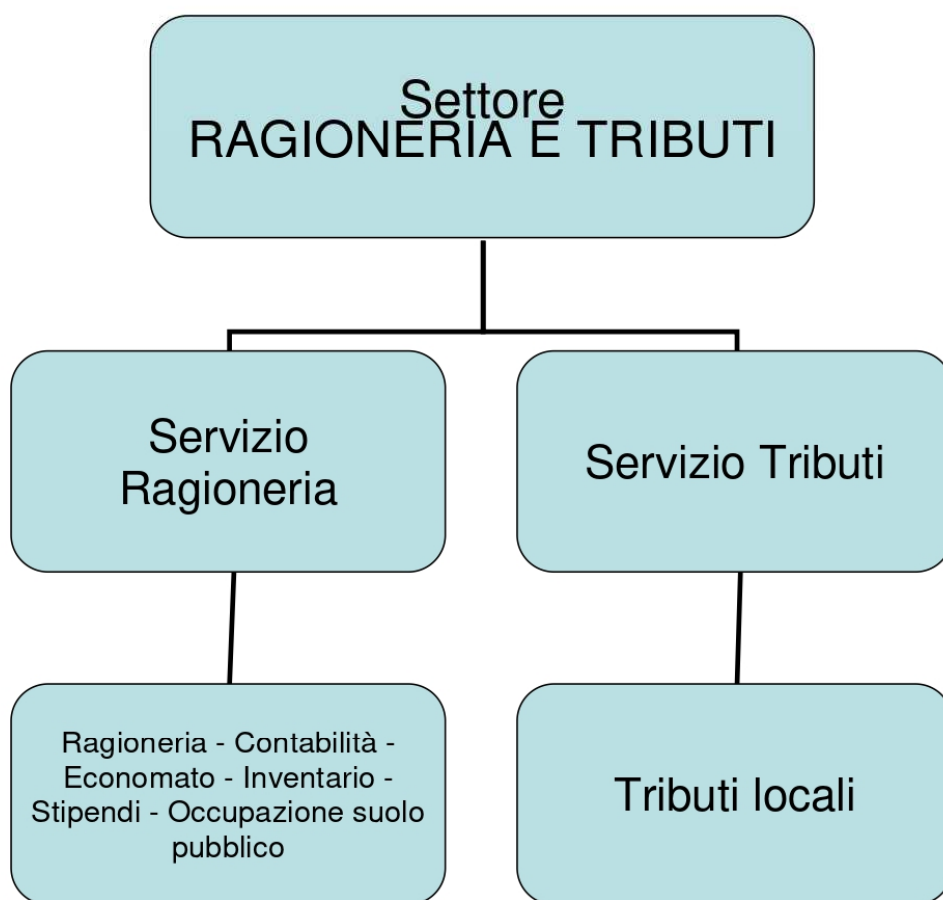 Settore
RAGIONERIA E TRIBUTI
Servizio
Ragioneria
Servizio Tributi
Ragioneria - Contabilità -
Economato - Inventario -
Stipendi - Occupazione suolo
pubblico
Tributi locali